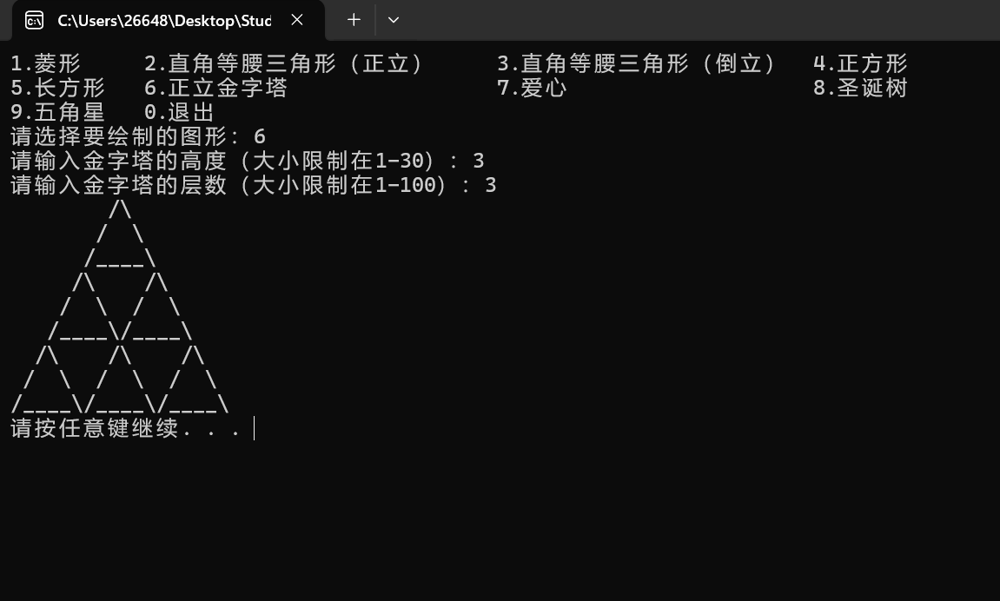 C:\Users\26648\Desktop\Stud
1.菱形 2.直角等腰三角形（正立） 3.直角等腰三角形（倒立） 4.正方形
5.长方形 6.正立金字塔 7.爱心 8.圣诞树
9.五角星 0.退出
请选择要绘制的图形: 6
请输入金字塔的高度（大小限制在1-30）: 3
请输入金字塔的层数（大小限制在1-100）: 3
        /\
       /  \
      /____\
     /\    /\
    /  \  /  \
   /____\/____\
  /\    /\    /\
 /  \  /  \  /  \
/____\/____\/____\
请按任意键继续. . .